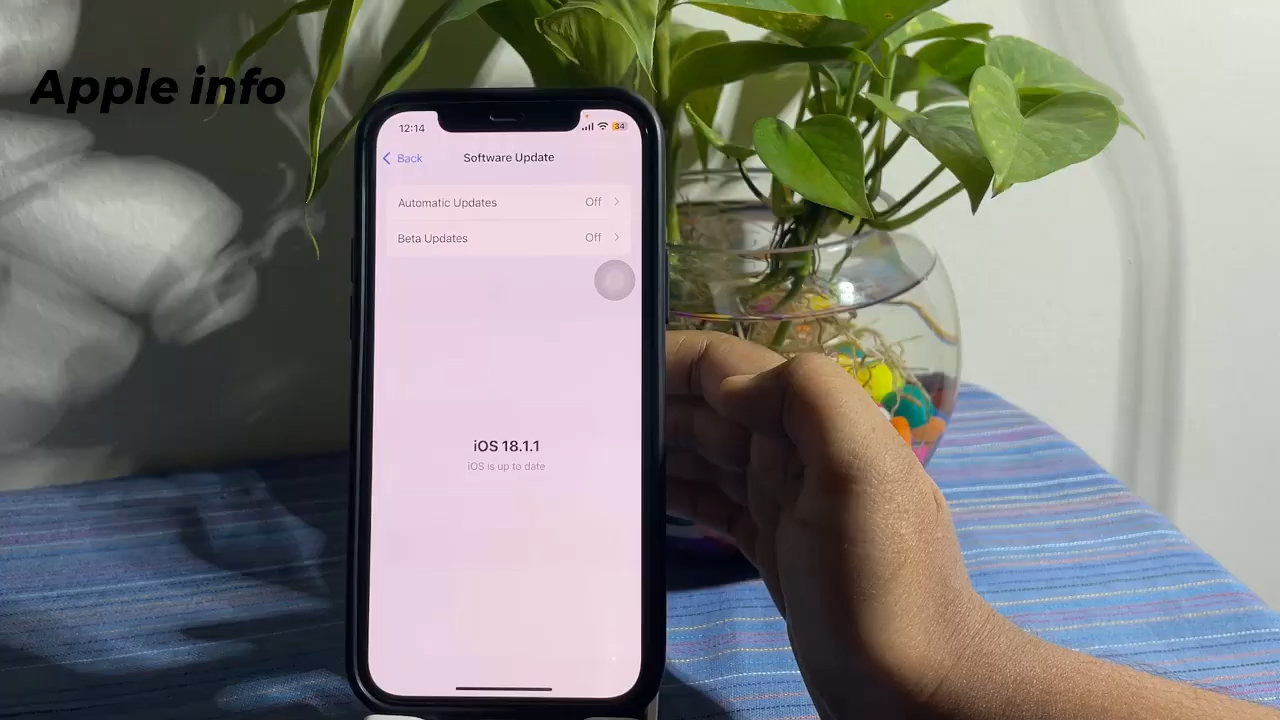 Apple info
12:14
34
Back
Software Update
Automatic Updates Off
Beta Updates Off
iOS 18.1.1
iOS is up to date